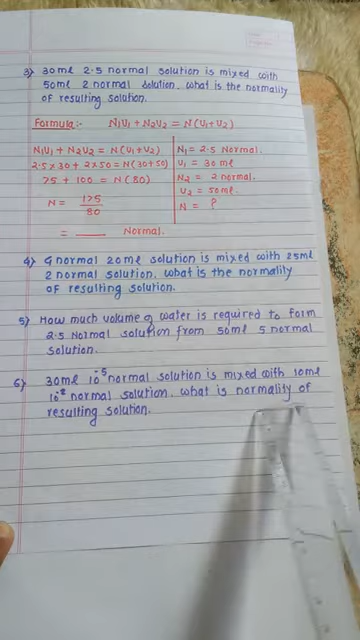 3) 30ml 2.5 normal solution is mixed with
50ml 2 normal solution. what is the normality
of resulting solution.
Formula:- N₁V₁ + N₂V₂ = N(V₁+V₂)
N₁V₁ + N₂V₂ = N(V₁+V₂)
2.5×30 + 2×50 = N(30+50)
75 + 100 = N(80)
N = 175/80
= ____ Normal.
N₁ = 2.5 Normal.
V₁ = 30 ml
N₂ = 2 normal.
V₂ = 50ml
N = ?
4) 4 normal 20ml solution is mixed with 25ml
2 normal solution. what is the normality
of resulting solution.
5) How much volume of water is required to form
2.5 Normal solution from 50ml 5 normal
solution.
6) 30ml 10⁻⁵ normal solution is mixed with 10ml
normal solution. what is normality of
resulting solution.